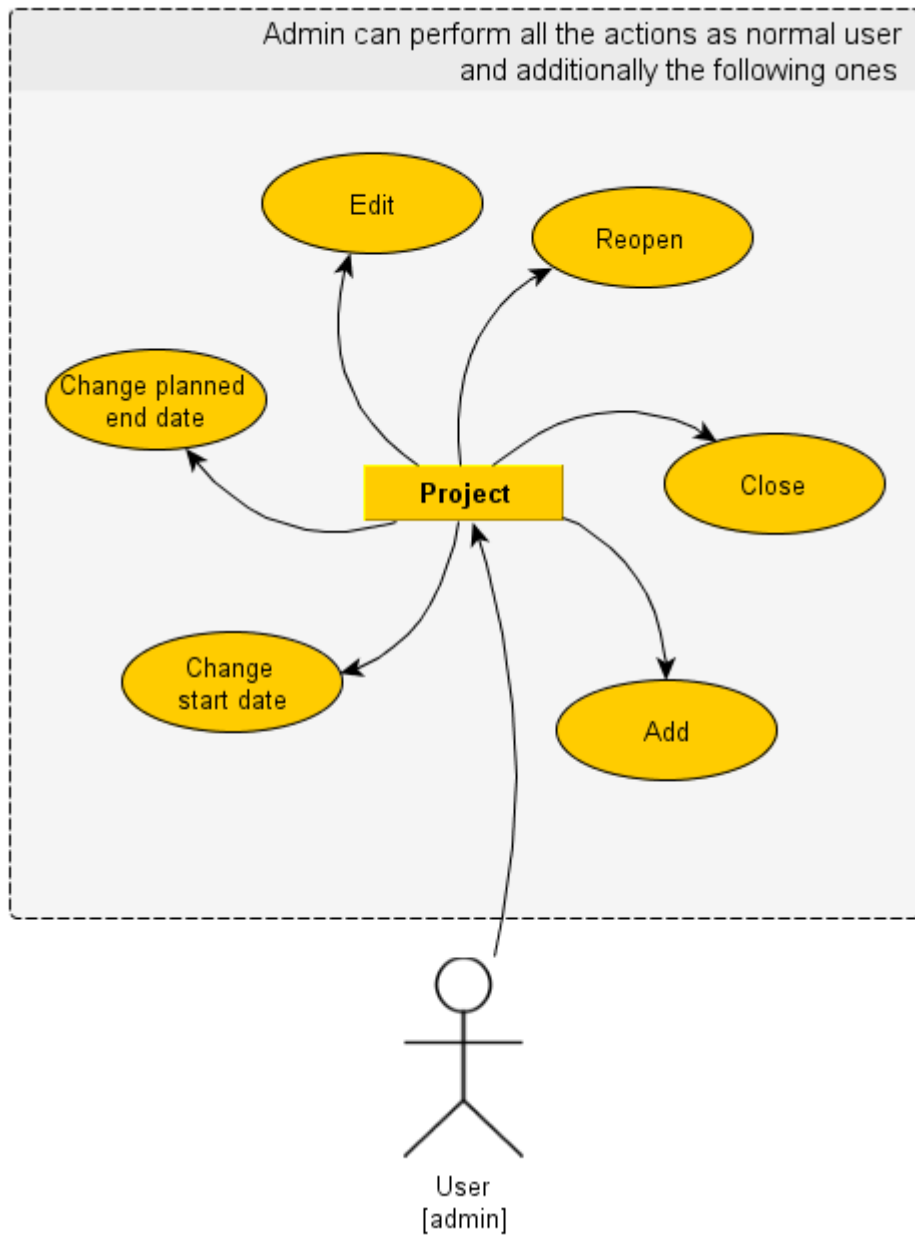 Admin can perform all the actions as normal user
and additionally the following ones
Edit
Reopen
Change planned
end date
Close
Project
Change
start date
Add
User
[admin]